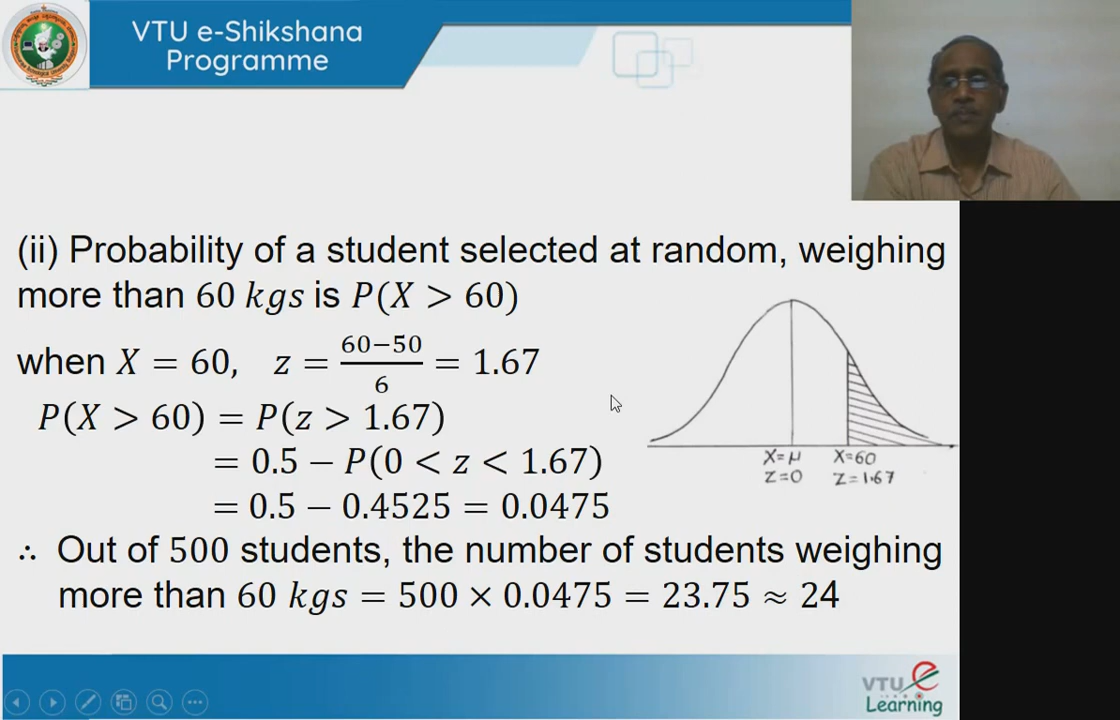 VTU e-Shikshana
Programme
(ii) Probability of a student selected at random, weighing
more than 60 kgs is P(X > 60)
when X = 60, z = \frac{60−50}{6} = 1.67
P(X > 60) = P(z > 1.67)
= 0.5 − P(0 < z < 1.67)
= 0.5 − 0.4525 = 0.0475
∴ Out of 500 students, the number of students weighing
more than 60 kgs = 500 × 0.0475 = 23.75 ≈ 24
X=μ X=60
Z=0 Z=1.67
VTU e
Learning